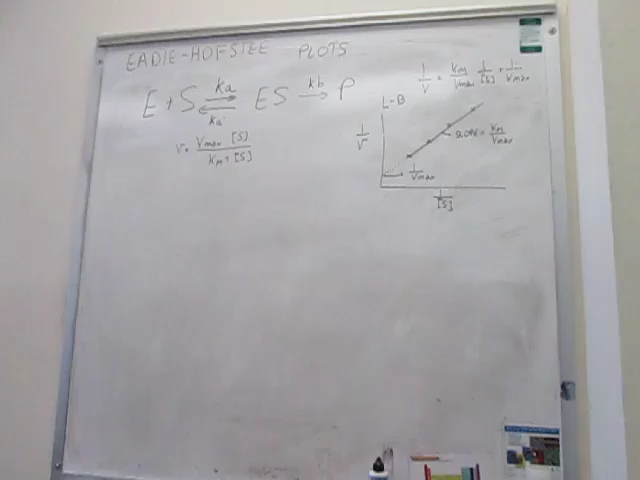 EADIE-HOFSTEE PLOTS
E + S ka ka' ES kb P
v = Vmax [S] / Km + [S]
1/v = Km/Vmax 1/[S] + 1/Vmax
L-B
1/v
SLOPE = Km/Vmax
1/Vmax
1/[S]